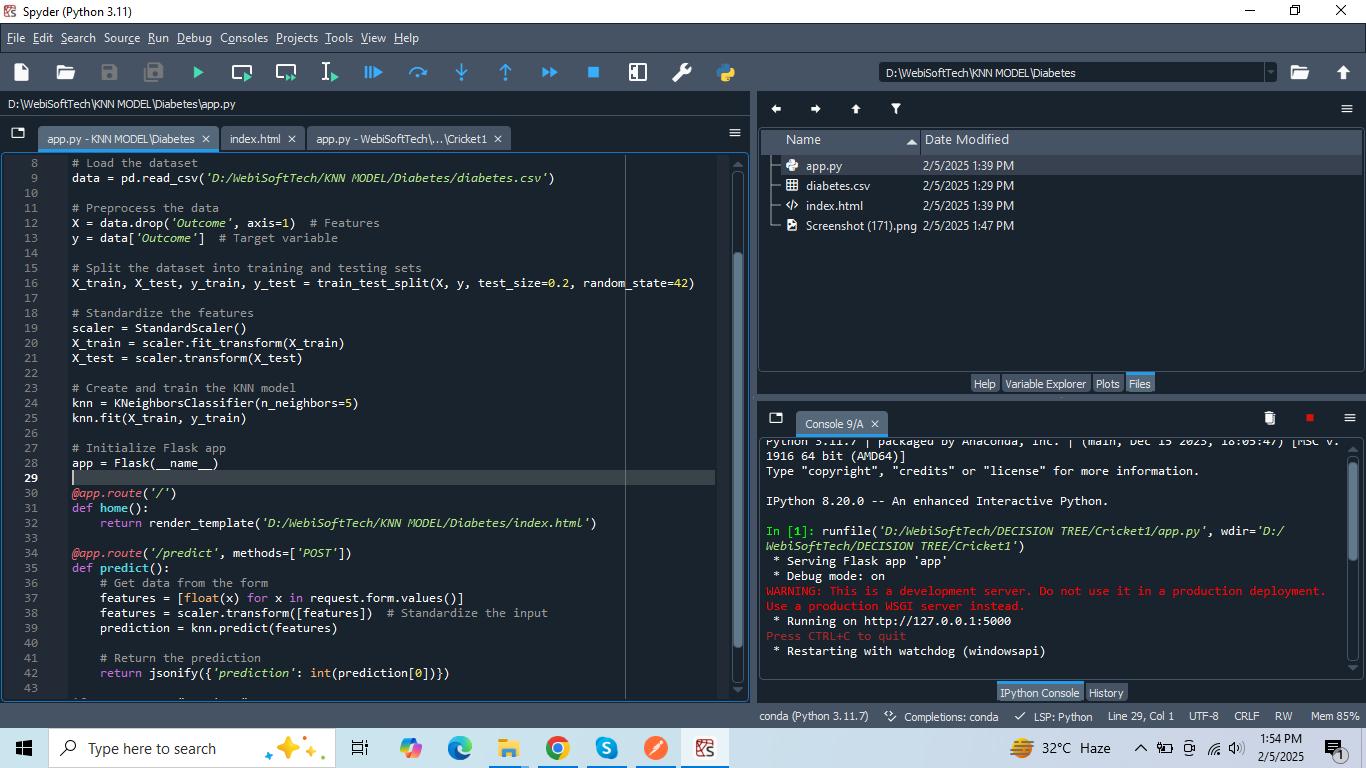 Spyder (Python 3.11)
File Edit Search Source Run Debug Consoles Projects Tools View Help
D:\WebiSoftTech\KNN MODEL\Diabetes
D:\WebiSoftTech\KNN MODEL\Diabetes\app.py
app.py - KNN MODEL\Diabetes
index.html
app.py - WebiSoftTech\...\Cricket1
8 # Load the dataset
9 data = pd.read_csv('D:/WebiSoftTech/KNN MODEL/Diabetes/diabetes.csv')
10
11 # Preprocess the data
12 X = data.drop('Outcome', axis=1)  # Features
13 y = data['Outcome']  # Target variable
14
15 # Split the dataset into training and testing sets
16 X_train, X_test, y_train, y_test = train_test_split(X, y, test_size=0.2, random_state=42)
17
18 # Standardize the features
19 scaler = StandardScaler()
20 X_train = scaler.fit_transform(X_train)
21 X_test = scaler.transform(X_test)
22
23 # Create and train the KNN model
24 knn = KNeighborsClassifier(n_neighbors=5)
25 knn.fit(X_train, y_train)
26
27 # Initialize Flask app
28 app = Flask(__name__)
29
30 @app.route('/')
31 def home():
32     return render_template('D:/WebiSoftTech/KNN MODEL/Diabetes/index.html')
33
34 @app.route('/predict', methods=['POST'])
35 def predict():
36     # Get data from the form
37     features = [float(x) for x in request.form.values()]
38     features = scaler.transform([features])  # Standardize the input
39     prediction = knn.predict(features)
40
41     # Return the prediction
42     return jsonify({'prediction': int(prediction[0])})
43
Name Date Modified
app.py 2/5/2025 1:39 PM
diabetes.csv 2/5/2025 1:29 PM
index.html 2/5/2025 1:39 PM
Screenshot (171).png 2/5/2025 1:47 PM
Help Variable Explorer Plots Files
Console 9/A
Python 3.11.7 | packaged by Anaconda, Inc. | (main, Dec 15 2023, 18:05:47) [MSC v.
1916 64 bit (AMD64)]
Type "copyright", "credits" or "license" for more information.
IPython 8.20.0 -- An enhanced Interactive Python.
In [1]: runfile('D:/WebiSoftTech/DECISION TREE/Cricket1/app.py', wdir='D:/
WebiSoftTech/DECISION TREE/Cricket1')
* Serving Flask app 'app'
* Debug mode: on
WARNING: This is a development server. Do not use it in a production deployment.
Use a production WSGI server instead.
* Running on http://127.0.0.1:5000
Press CTRL+C to quit
* Restarting with watchdog (windowsapi)
IPython Console History
conda (Python 3.11.7) Completions: conda LSP: Python Line 29, Col 1 UTF-8 CRLF RW Mem 85%
Type here to search
32°C Haze
1:54 PM
2/5/2025
1